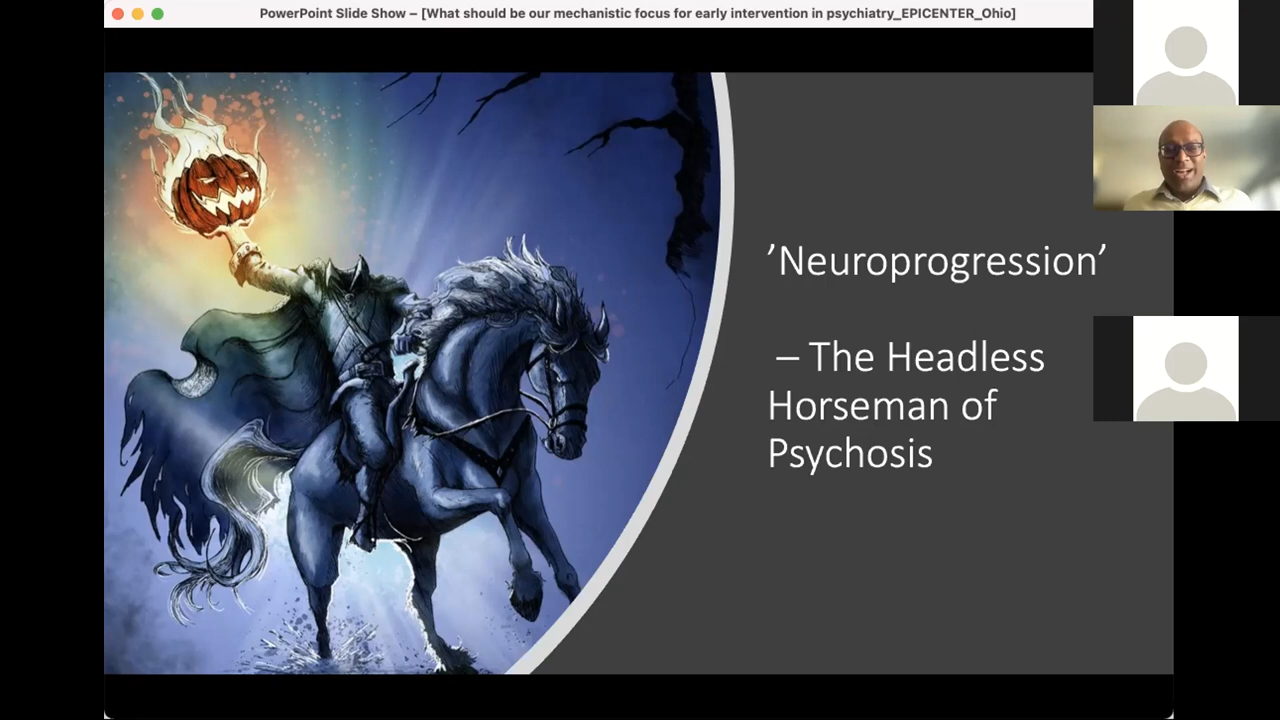 PowerPoint Slide Show – [What should be our mechanistic focus for early intervention in psychiatry_EPICENTER_Ohio]
’Neuroprogression’
– The Headless
Horseman of
Psychosis